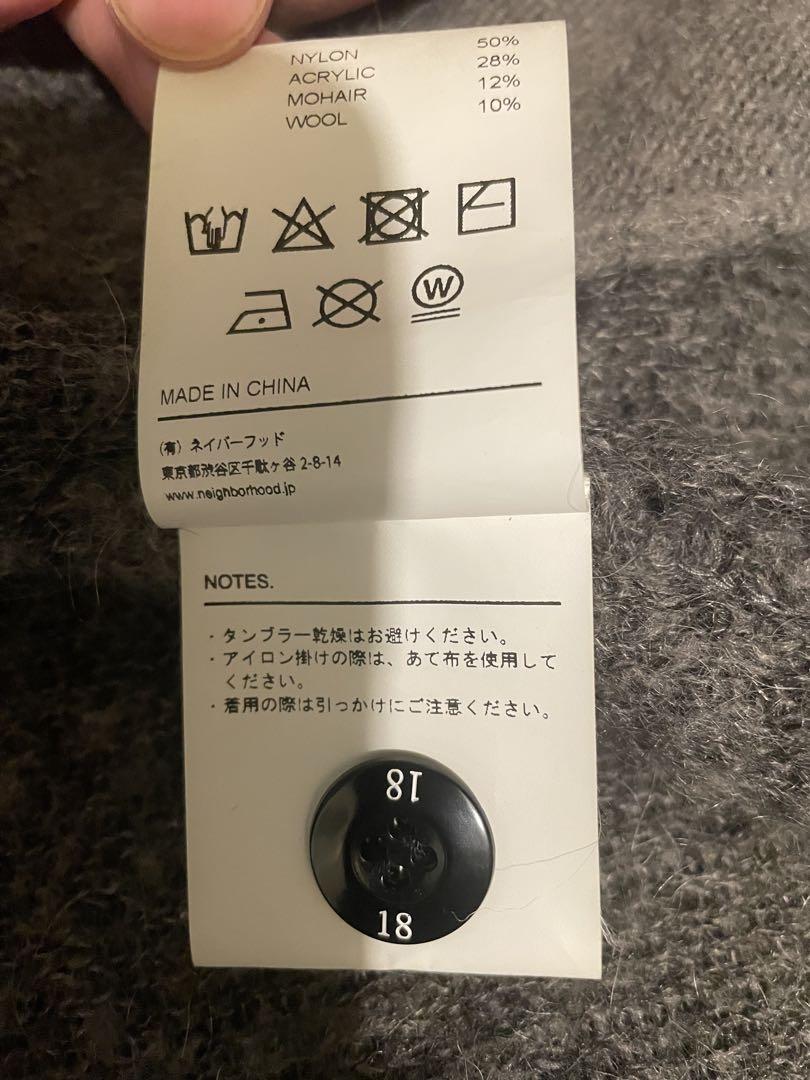 NYLON 50%
ACRYLIC 28%
MOHAIR 12%
WOOL 10%
W
MADE IN CHINA
(有) ネイバーフッド
東京都渋谷区千駄ヶ谷 2-8-14
www.neighborhood.jp
NOTES.
・タンブラー乾燥はお避けください。
・アイロン掛けの際は、あて布を使用して
ください。
・着用の際は引っかけにご注意ください。
18
18